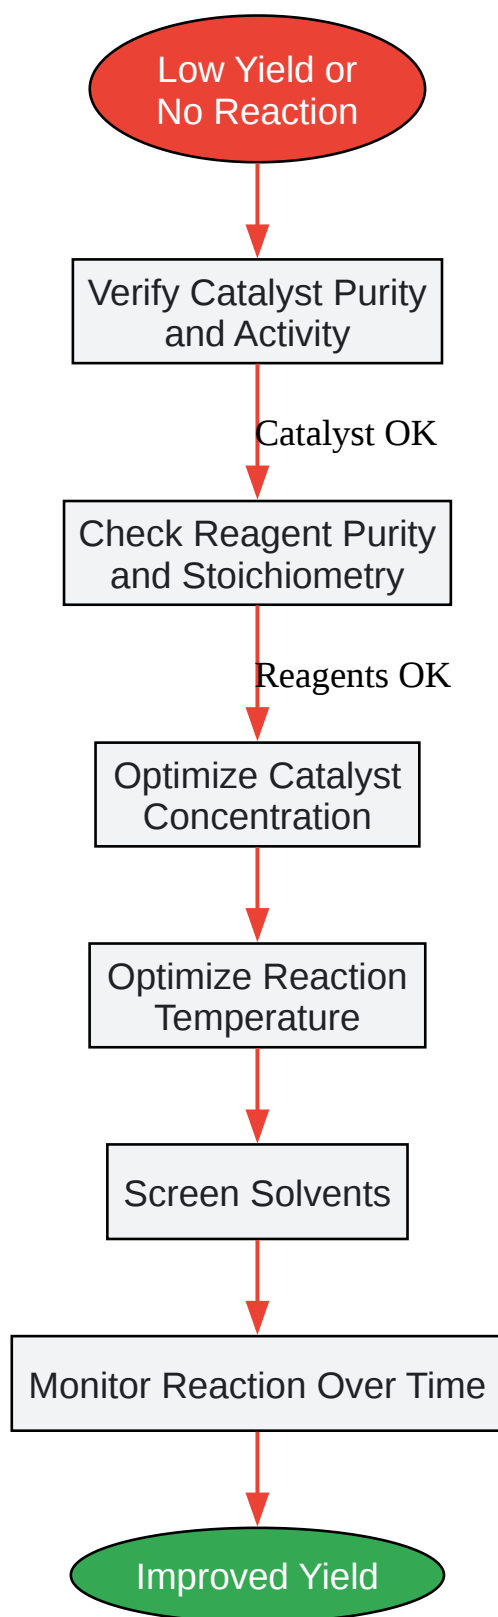 Low Yield or
No Reaction
Verify Catalyst Purity
and Activity
Catalyst OK
Check Reagent Purity
and Stoichiometry
Reagents OK
Optimize Catalyst
Concentration
Optimize Reaction
Temperature
Screen Solvents
Monitor Reaction Over Time
Improved Yield